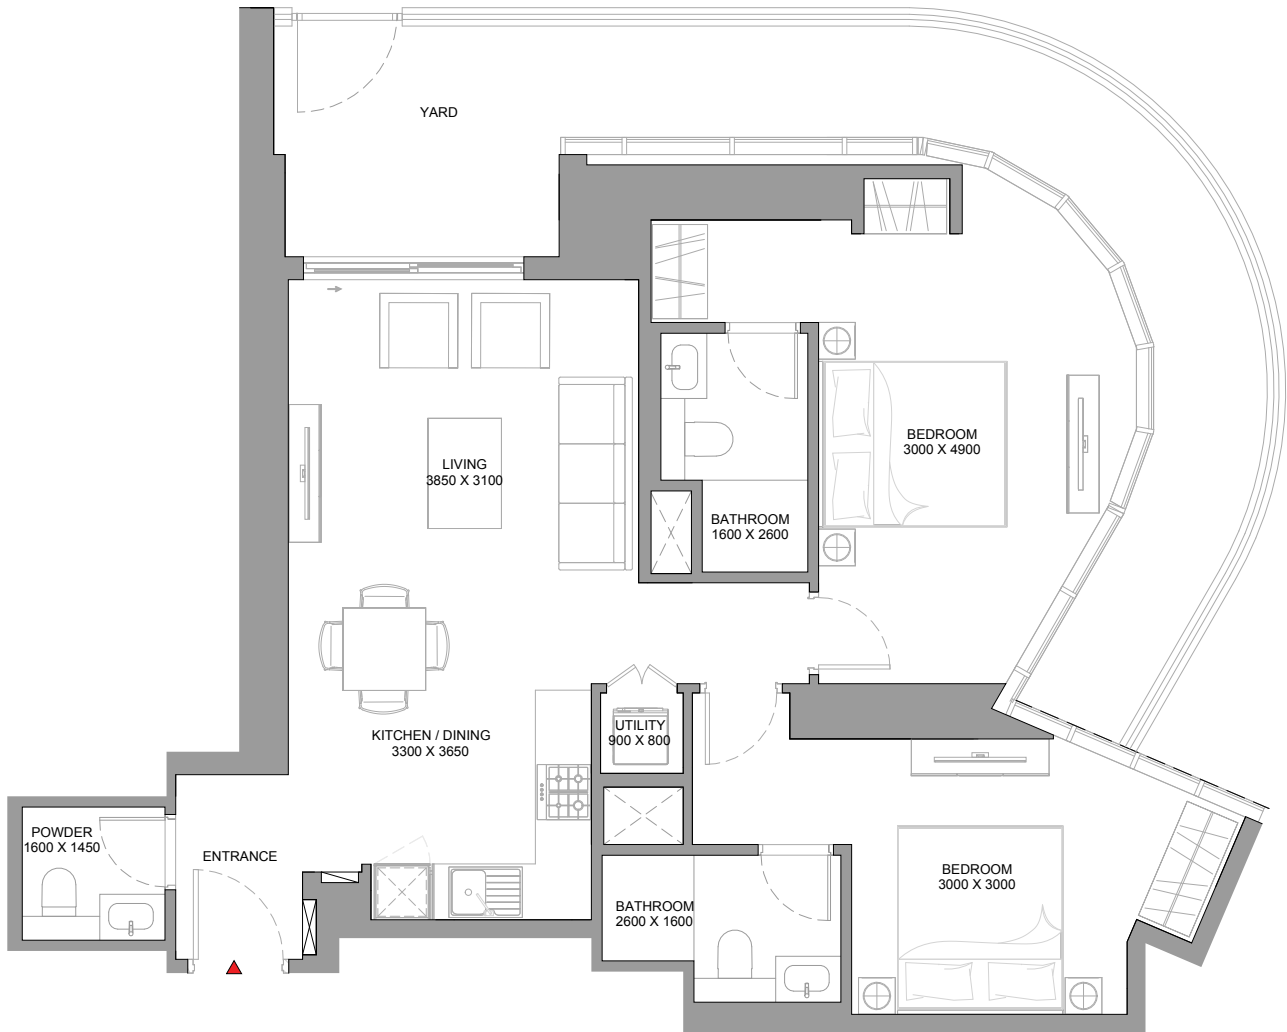 YARD
BEDROOM
3000 X 4900
LIVING
3850 X 3100
BATHROOM
1600 X 2600
UTILITY
900 X 800
KITCHEN / DINING
3300 X 3650
POWDER
1600 X 1450
ENTRANCE
BEDROOM
3000 X 3000
BATHROOM
2600 X 1600